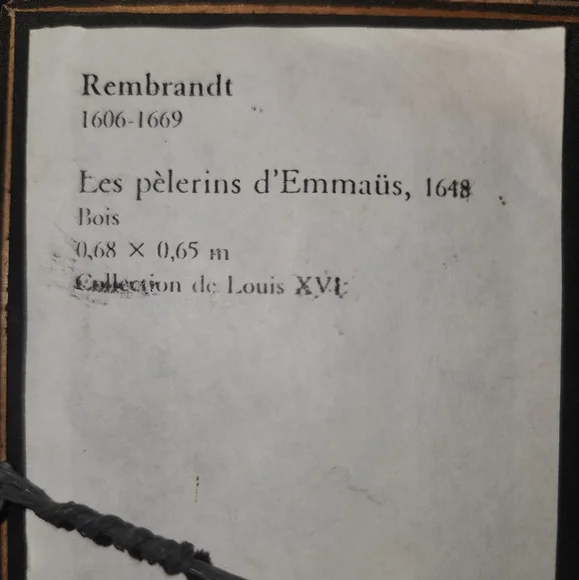 Rembrandt
1606-1669
Les pèlerins d'Emmaüs, 1648
Bois
0,68 × 0,65 m
Collection de Louis XVI